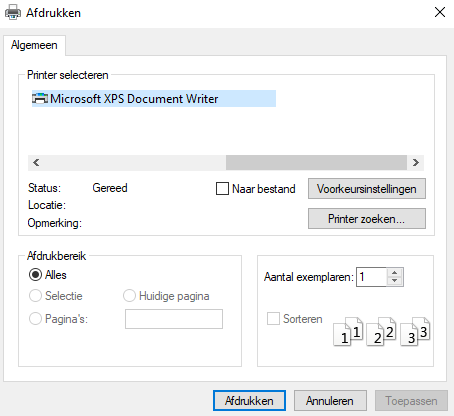 Afdrukken
Algemeen
Printer selecteren
Microsoft XPS Document Writer
Status: Gereed
Naar bestand
Voorkeursinstellingen
Locatie:
Opmerking:
Printer zoeken...
Afdrukbereik
Alles
Selectie
Huidige pagina
Pagina's:
Aantal exemplaren: 1
Sorteren
1 1 2 2 3 3
Afdrukken
Annuleren
Toepassen